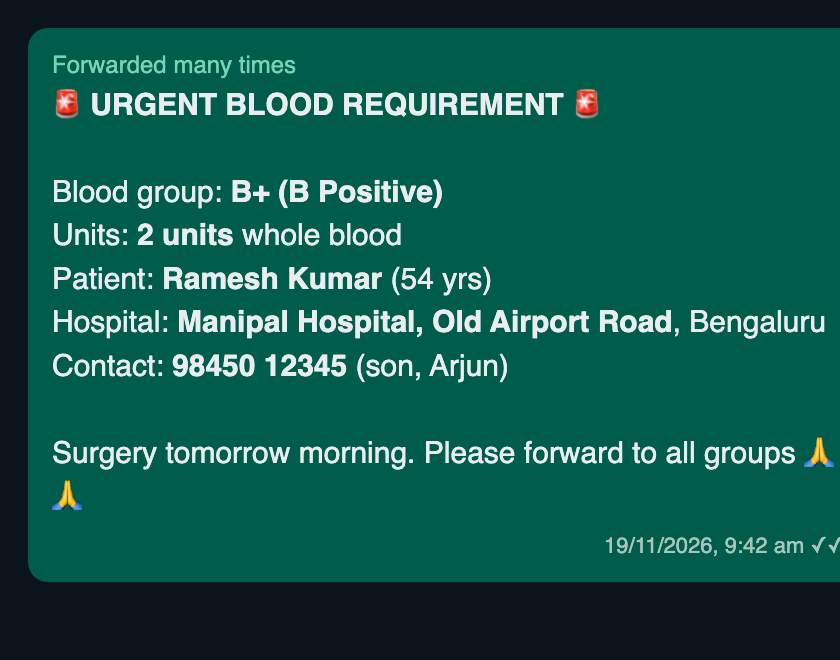 Forwarded many times
🚨 URGENT BLOOD REQUIREMENT 🚨
Blood group: B+ (B Positive)
Units: 2 units whole blood
Patient: Ramesh Kumar (54 yrs)
Hospital: Manipal Hospital, Old Airport Road, Bengaluru
Contact: 98450 12345 (son, Arjun)
Surgery tomorrow morning. Please forward to all groups 🙏
🙏
19/11/2026, 9:42 am ✓✓